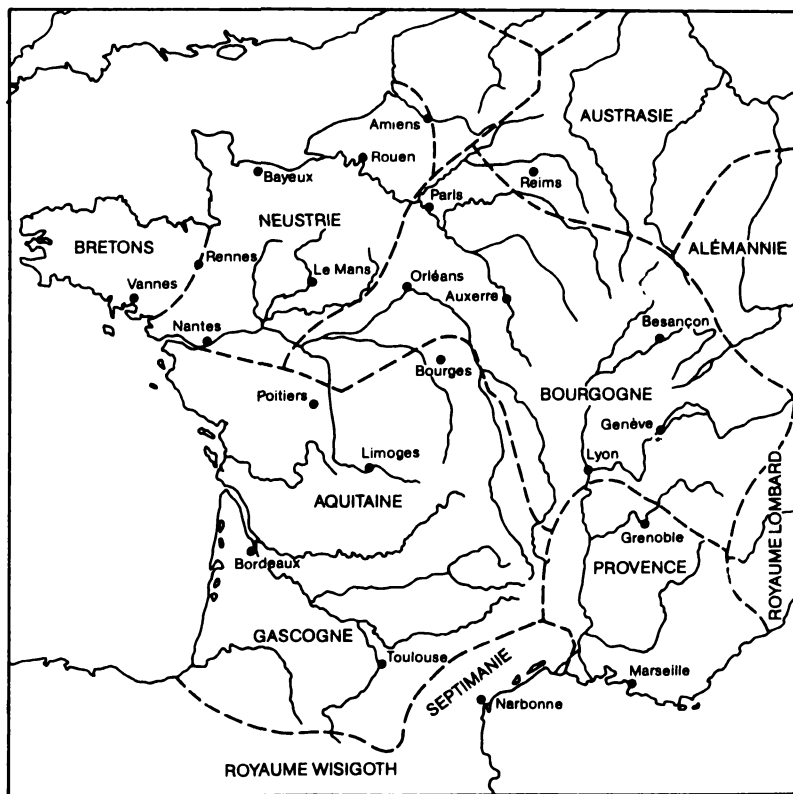 AUSTRASIE
Amiens
Rouen
Bayeux
Reims
Paris
NEUSTRIE
BRETONS
Rennes
ALÉMANNIE
Le Mans
Orléans
Vannes
Auxerre
Besançon
Nantes
Bourges
Poitiers
BOURGOGNE
Genève
Lyon
Limoges
AQUITAINE
ROYAUME LOMBARD
Grenoble
Bordeaux
PROVENCE
GASCOGNE
Toulouse
SEPTIMANIE
Marseille
Narbonne
ROYAUME WISIGOTH